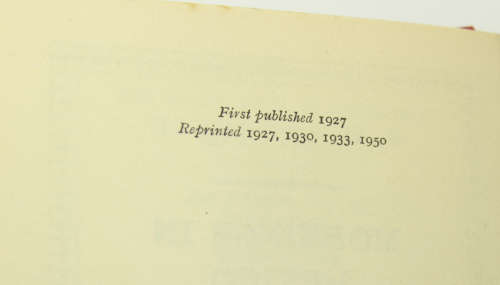 First published 1927
Reprinted 1927, 1930, 1933, 1950